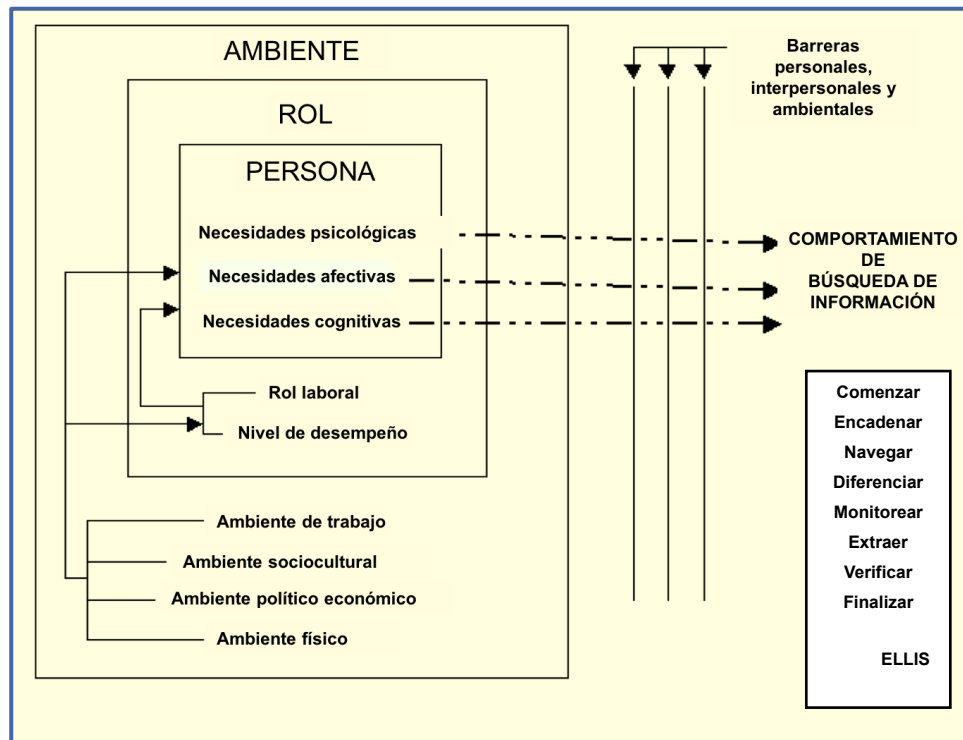 AMBIENTE
ROL
PERSONA
Necesidades psicológicas
Necesidades afectivas
Necesidades cognitivas
Rol laboral
Nivel de desempeño
Ambiente de trabajo
Ambiente sociocultural
Ambiente político económico
Ambiente físico
Barreras
personales,
interpersonales y
ambientales
COMPORTAMIENTO
DE
BÚSQUEDA DE
INFORMACIÓN
Comenzar
Encadenar
Navegar
Diferenciar
Monitorear
Extraer
Verificar
Finalizar
ELLIS